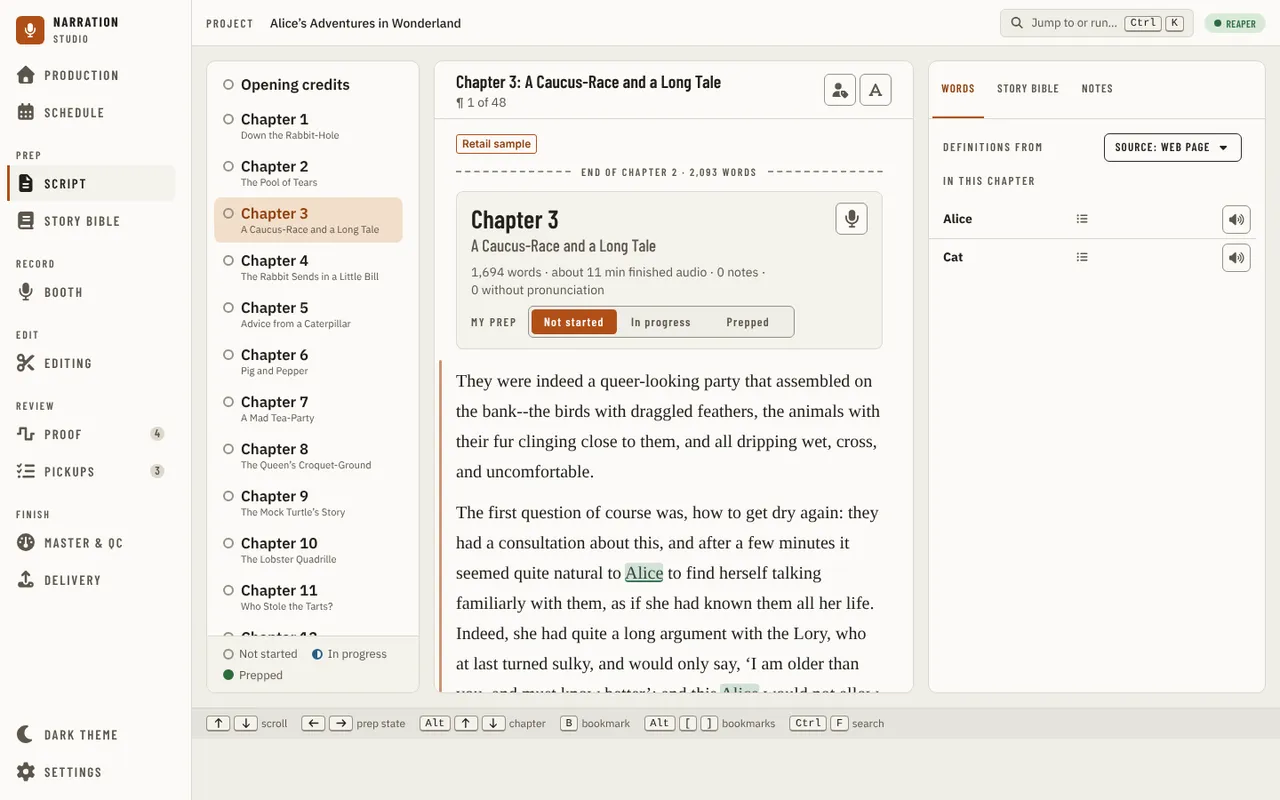 NARRATION
STUDIO
PRODUCTION
SCHEDULE
PREP
SCRIPT
STORY BIBLE
RECORD
BOOTH
EDIT
EDITING
REVIEW
PROOF 4
PICKUPS 3
FINISH
MASTER & QC
DELIVERY
DARK THEME
SETTINGS
PROJECT Alice's Adventures in Wonderland
Jump to or run... Ctrl K
REAPER
Opening credits
Chapter 1
Down the Rabbit-Hole
Chapter 2
The Pool of Tears
Chapter 3
A Caucus-Race and a Long Tale
Chapter 4
The Rabbit Sends in a Little Bill
Chapter 5
Advice from a Caterpillar
Chapter 6
Pig and Pepper
Chapter 7
A Mad Tea-Party
Chapter 8
The Queen's Croquet-Ground
Chapter 9
The Mock Turtle's Story
Chapter 10
The Lobster Quadrille
Chapter 11
Who Stole the Tarts?
Chapter 12
Not started In progress
Prepped
Chapter 3: A Caucus-Race and a Long Tale
¶ 1 of 48
A
Retail sample
END OF CHAPTER 2 · 2,093 WORDS
Chapter 3
A Caucus-Race and a Long Tale
1,694 words · about 11 min finished audio · 0 notes ·
0 without pronunciation
MY PREP Not started In progress Prepped
They were indeed a queer-looking party that assembled on
the bank--the birds with draggled feathers, the animals with
their fur clinging close to them, and all dripping wet, cross,
and uncomfortable.
The first question of course was, how to get dry again: they
had a consultation about this, and after a few minutes it
seemed quite natural to Alice to find herself talking
familiarly with them, as if she had known them all her life.
Indeed, she had quite a long argument with the Lory, who
at last turned sulky, and would only say, ‘I am older than
you, and must know better’; and this Alice would not allow
WORDS STORY BIBLE NOTES
DEFINITIONS FROM SOURCE: WEB PAGE
IN THIS CHAPTER
Alice
Cat
↑ ↓ scroll ← → prep state Alt ↑ ↓ chapter B bookmark Alt [ ] bookmarks Ctrl F search